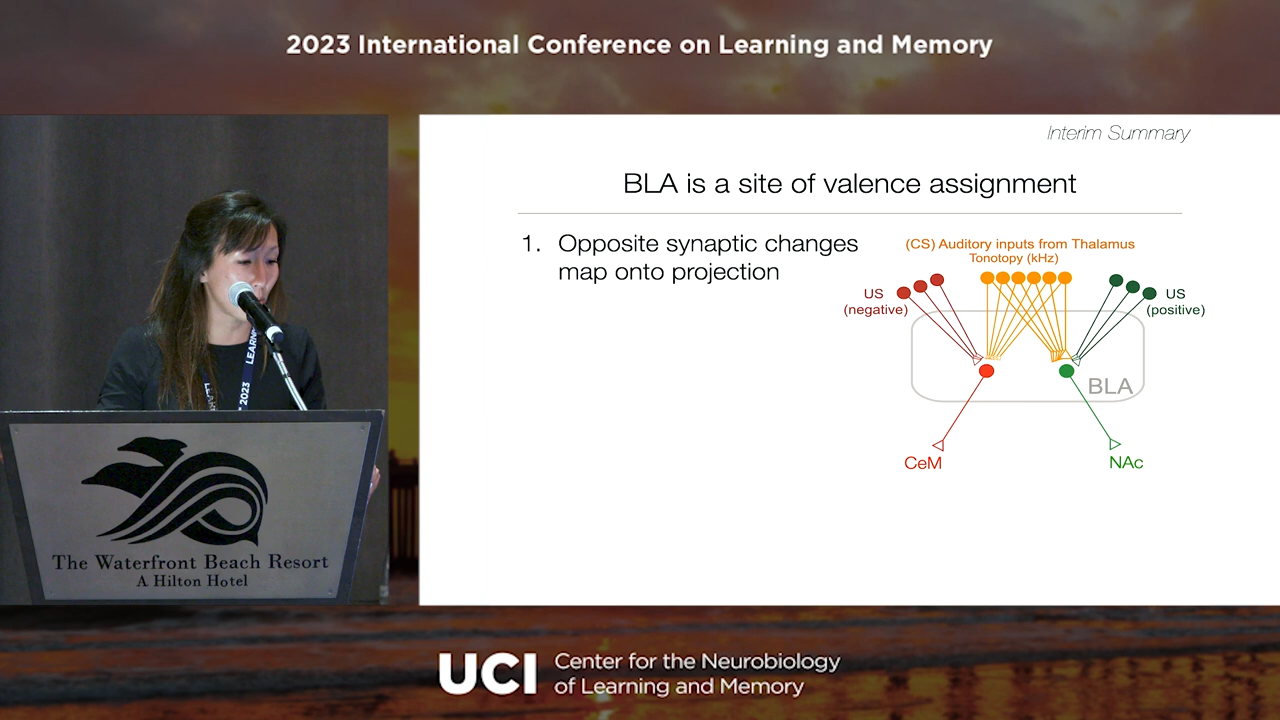 2023 International Conference on Learning and Memory
Interim Summary
BLA is a site of valence assignment
1. Opposite synaptic changes
map onto projection
(CS) Auditory inputs from Thalamus
Tonotopy (kHz)
US
(negative)
US
(positive)
BLA
CeM
NAc
2023
The Waterfront Beach Resort
A Hilton Hotel
UCI
Center for the Neurobiology
of Learning and Memory